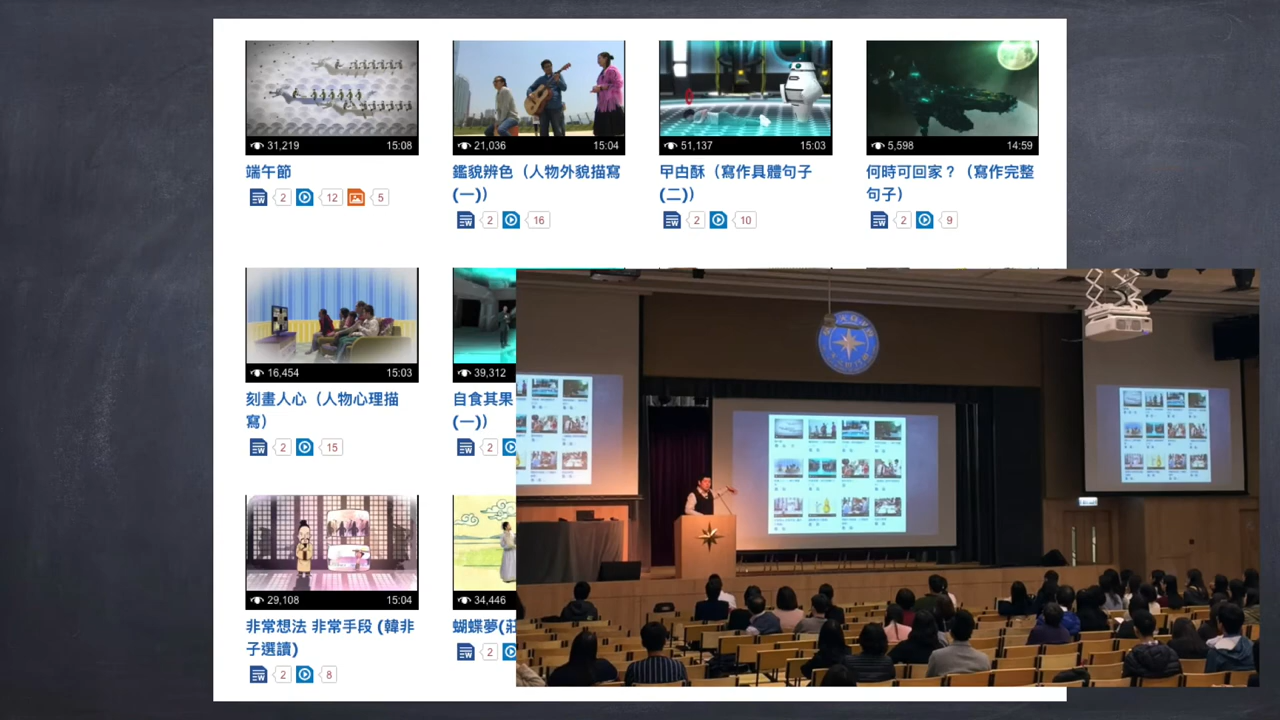 31,219 15:08
21,036 15:04
51,137 15:03
5,598 14:59
端午節
鑑貌辨色（人物外貌描寫
(一)）
曱甴酥（寫作具體句子
(二)）
何時可回家？（寫作完整
句子）
2 12 5
2 16
2 10
2 9
16,454 15:03
39,312
刻畫人心（人物心理描
寫）
自食其果
(一)）
2 15
2
29,108 15:04
34,446
非常想法 非常手段 (韓非
子選讀)
蝴蝶夢(莊
2 8
2